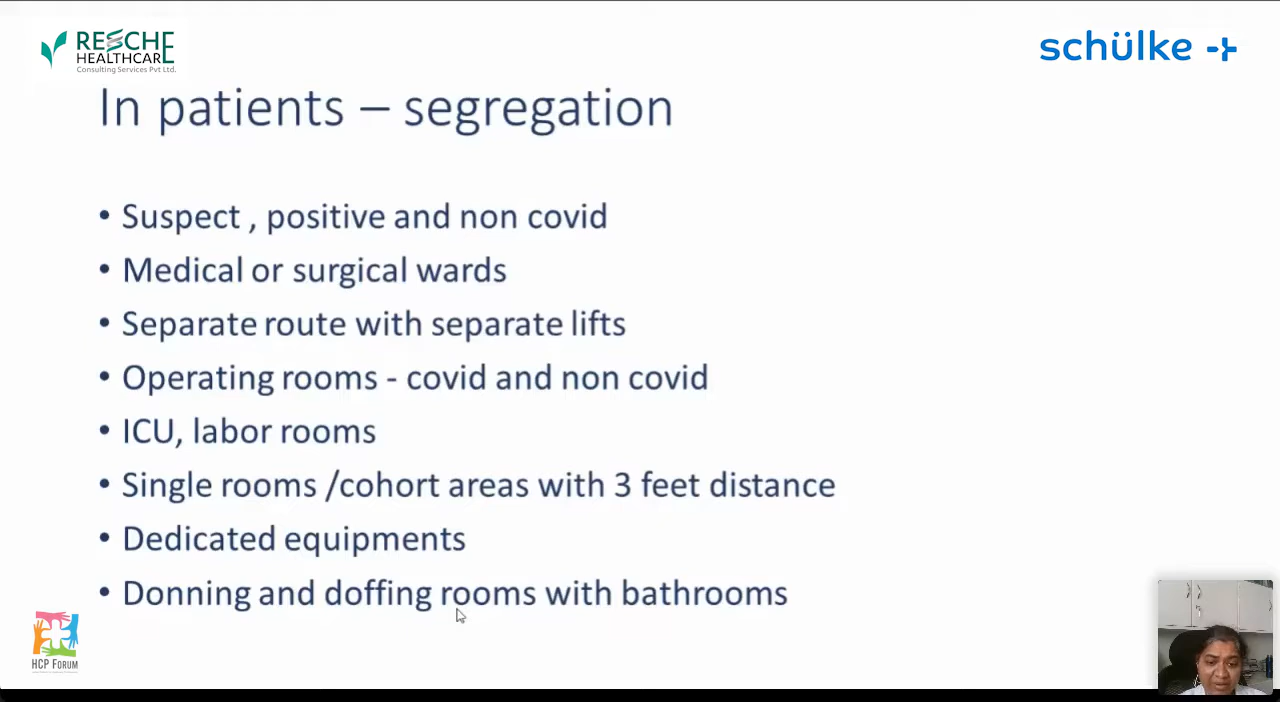 RESCHE
HEALTHCARE
Consulting Services Pvt Ltd.
schülke
In patients – segregation
• Suspect , positive and non covid
• Medical or surgical wards
• Separate route with separate lifts
• Operating rooms - covid and non covid
• ICU, labor rooms
• Single rooms /cohort areas with 3 feet distance
• Dedicated equipments
• Donning and doffing rooms with bathrooms
HCP FORUM